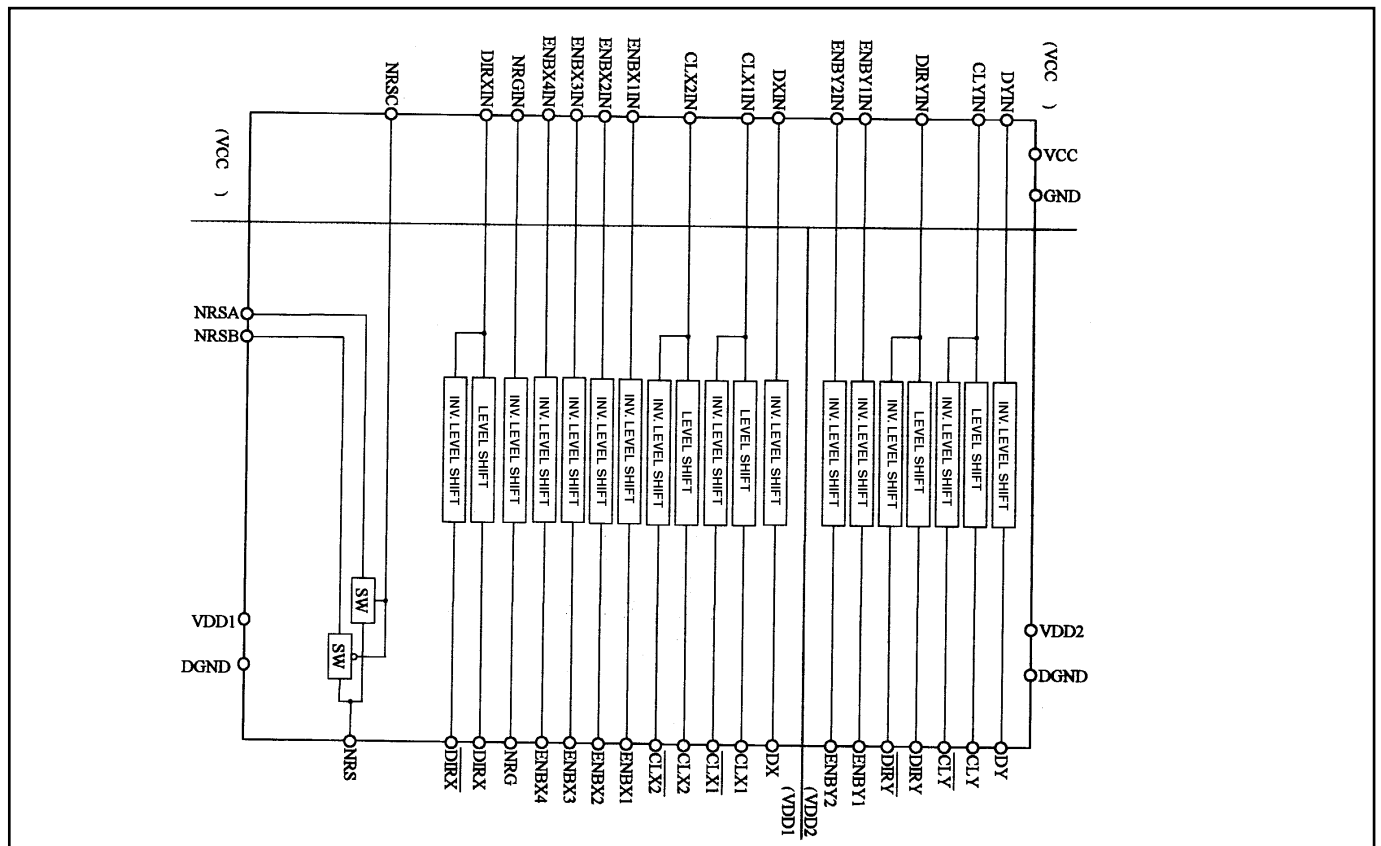 NRSC
DIRXIN
NRGIN
ENBX4IN
ENBX3IN
ENBX2IN
ENBX1IN
CLX2IN
CLX1IN
DXIN
ENBY2IN
ENBY1IN
DIRYIN
CLYIN
DYIN
(VCC )
(VCC )
VCC
GND
NRSA
NRSB
INV. LEVEL SHIFT
LEVEL SHIFT
INV. LEVEL SHIFT
INV. LEVEL SHIFT
INV. LEVEL SHIFT
INV. LEVEL SHIFT
INV. LEVEL SHIFT
INV. LEVEL SHIFT
LEVEL SHIFT
INV. LEVEL SHIFT
LEVEL SHIFT
INV. LEVEL SHIFT
INV. LEVEL SHIFT
INV. LEVEL SHIFT
INV. LEVEL SHIFT
LEVEL SHIFT
INV. LEVEL SHIFT
LEVEL SHIFT
INV. LEVEL SHIFT
SW
SW
VDD1
DGND
VDD2
DGND
NRS
DIRX
DIRX
NRG
ENBX4
ENBX3
ENBX2
ENBX1
CLX2
CLX2
CLX1
CLX1
DX
(VDD1
(VDD2
ENBY2
ENBY1
DIRY
DIRY
CLY
CLY
DY